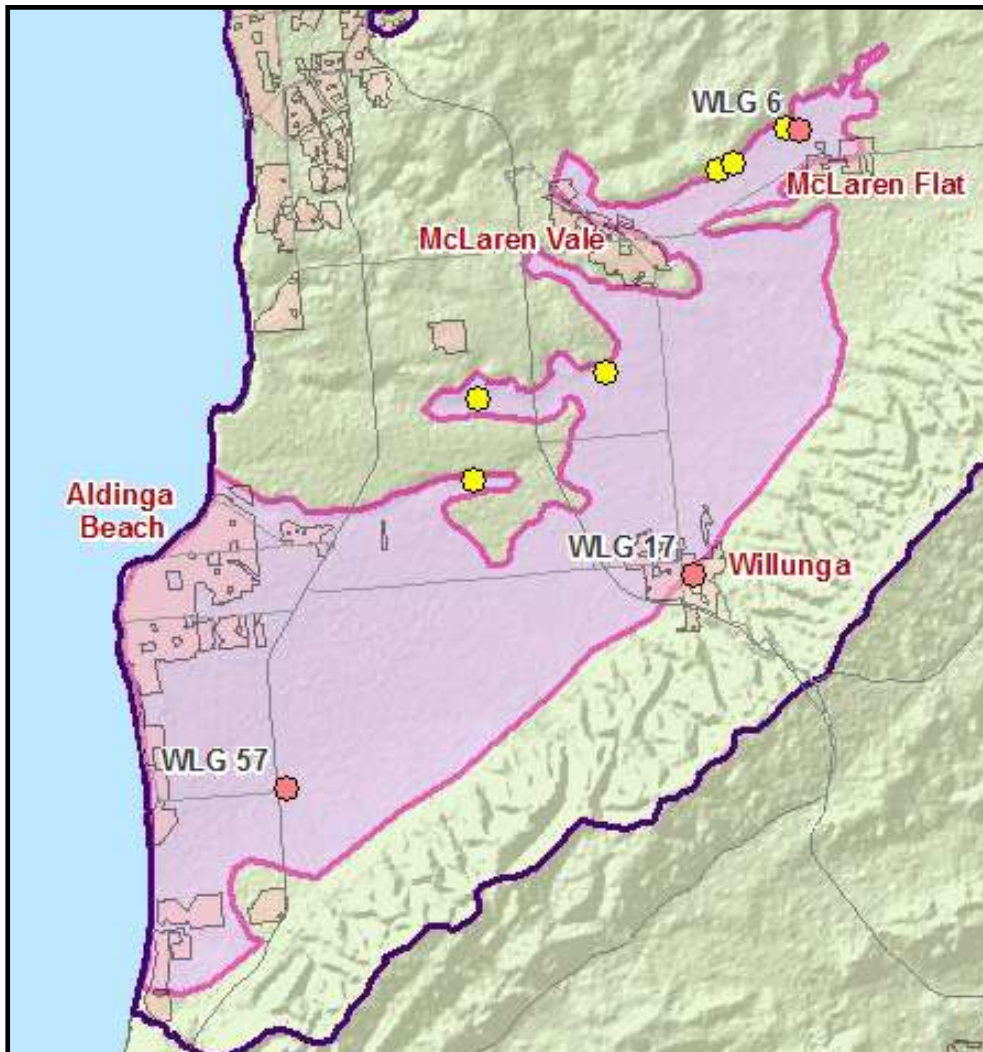 WLG 6
McLaren Flat
McLaren Vale
Aldinga
Beach
WLG 17
Willunga
WLG 57